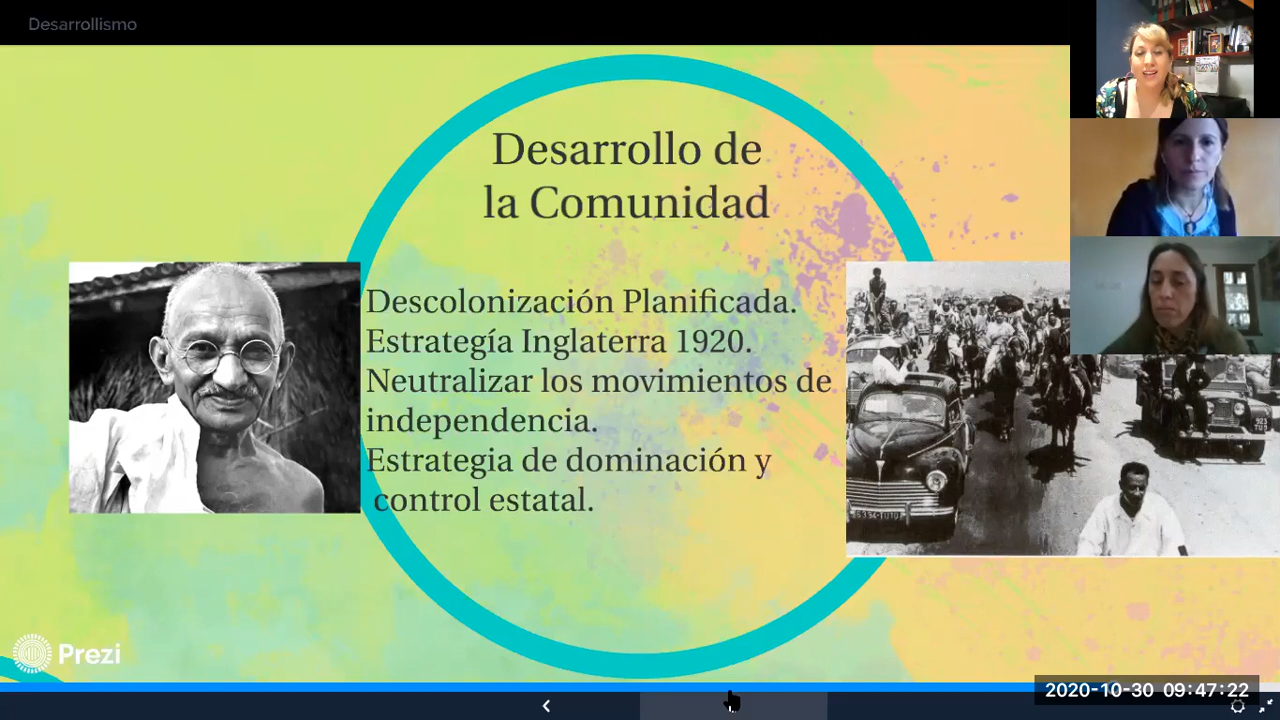 Desarrollismo
Desarrollo de
la Comunidad
Descolonización Planificada.
Estrategía Inglaterra 1920.
Neutralizar los movimientos de
independencia.
Estrategia de dominación y
control estatal.
Prezi
2020-10-30 09:47:22